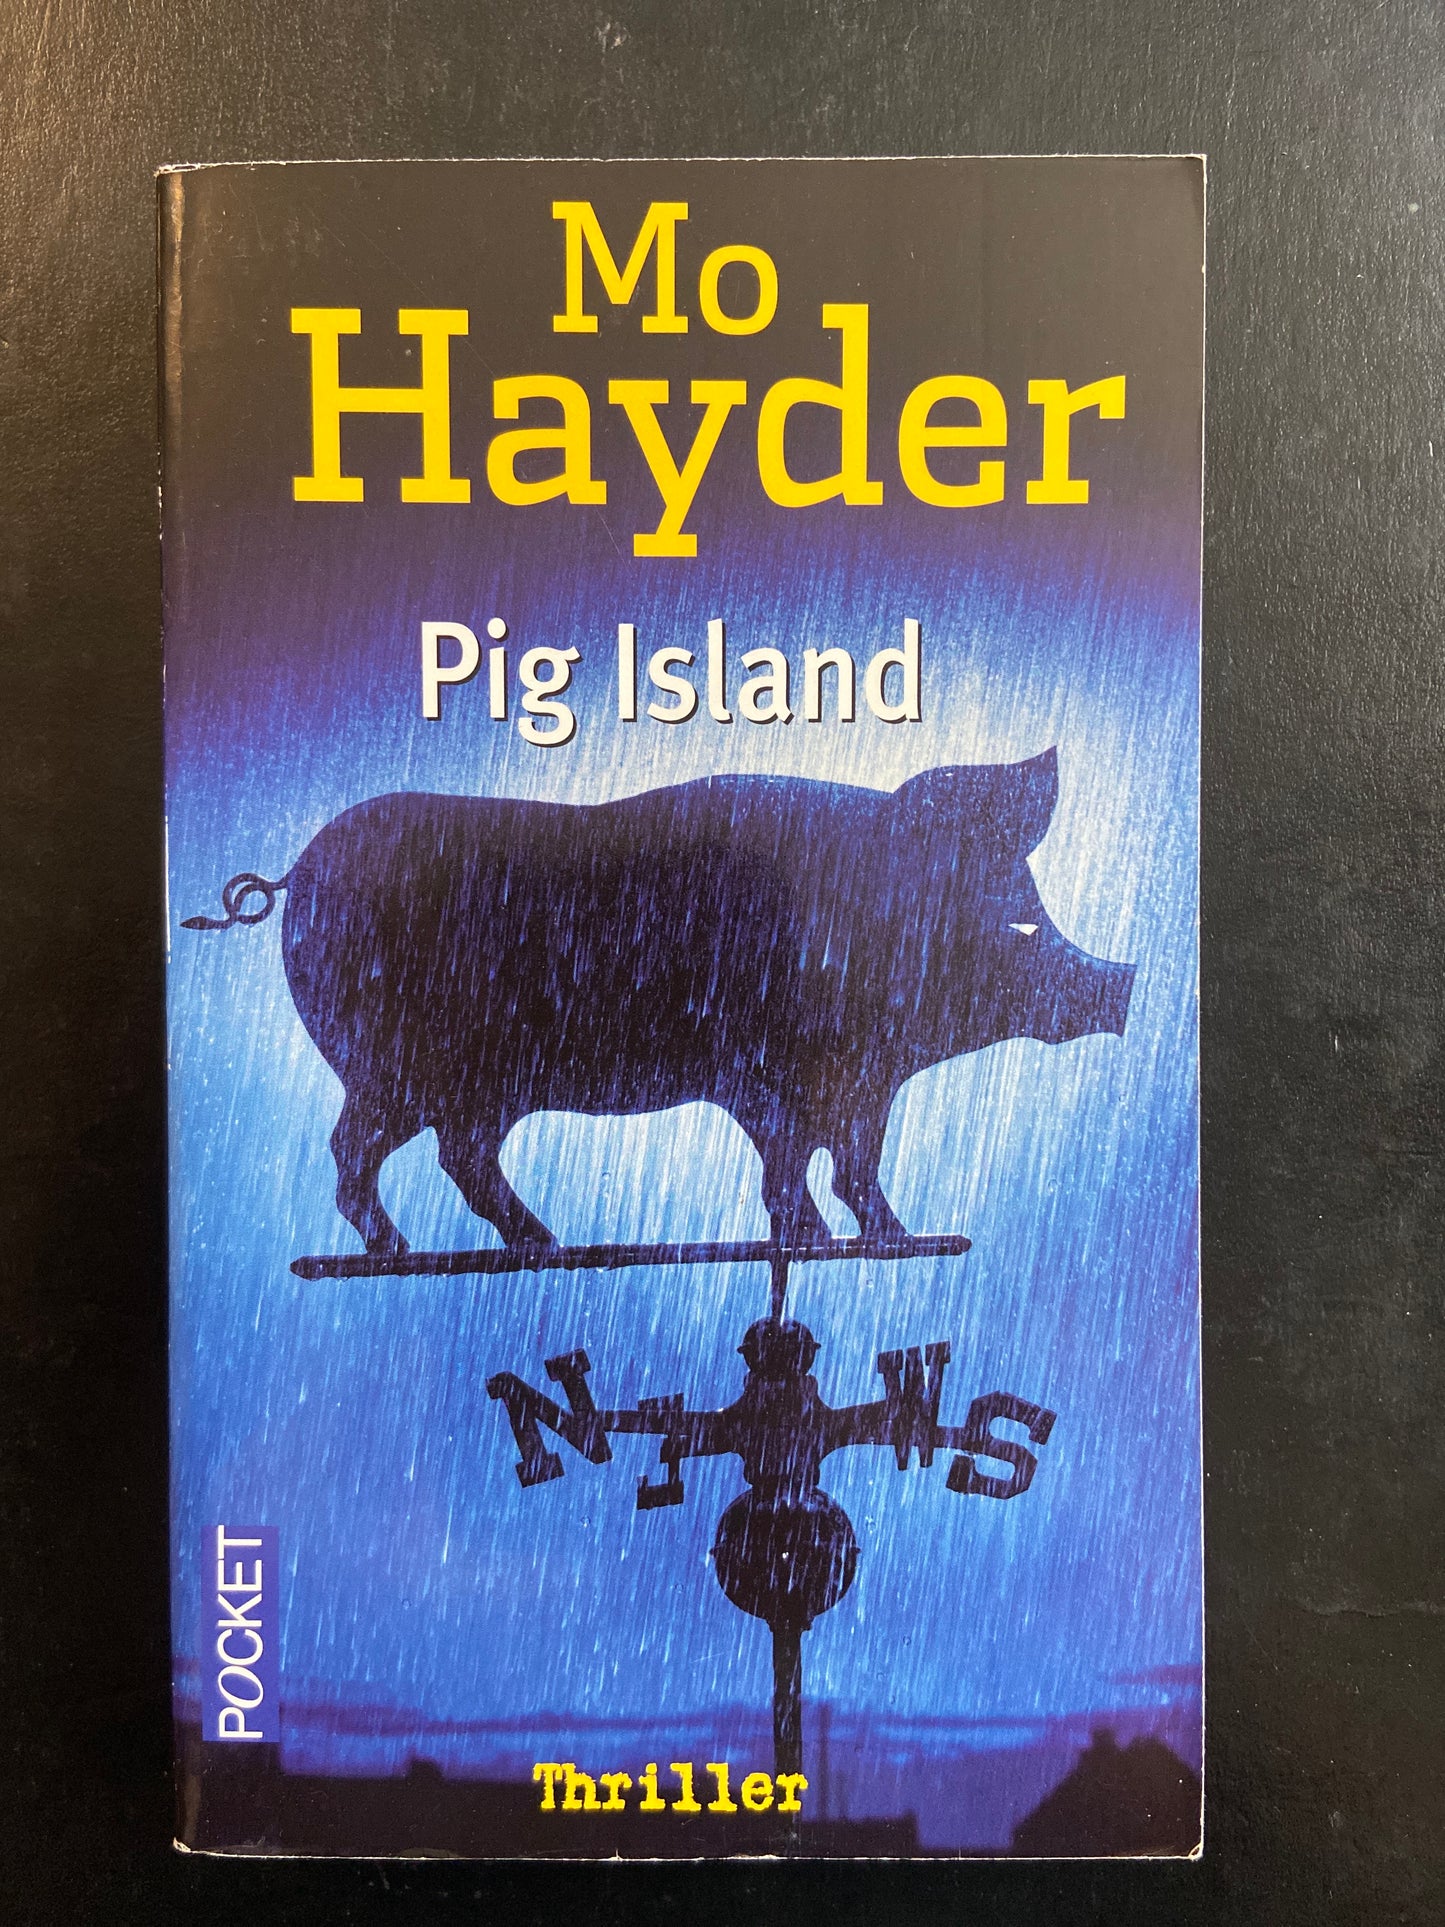 Mo
Hayder
Pig Island
N E W S
POCKET
Thriller